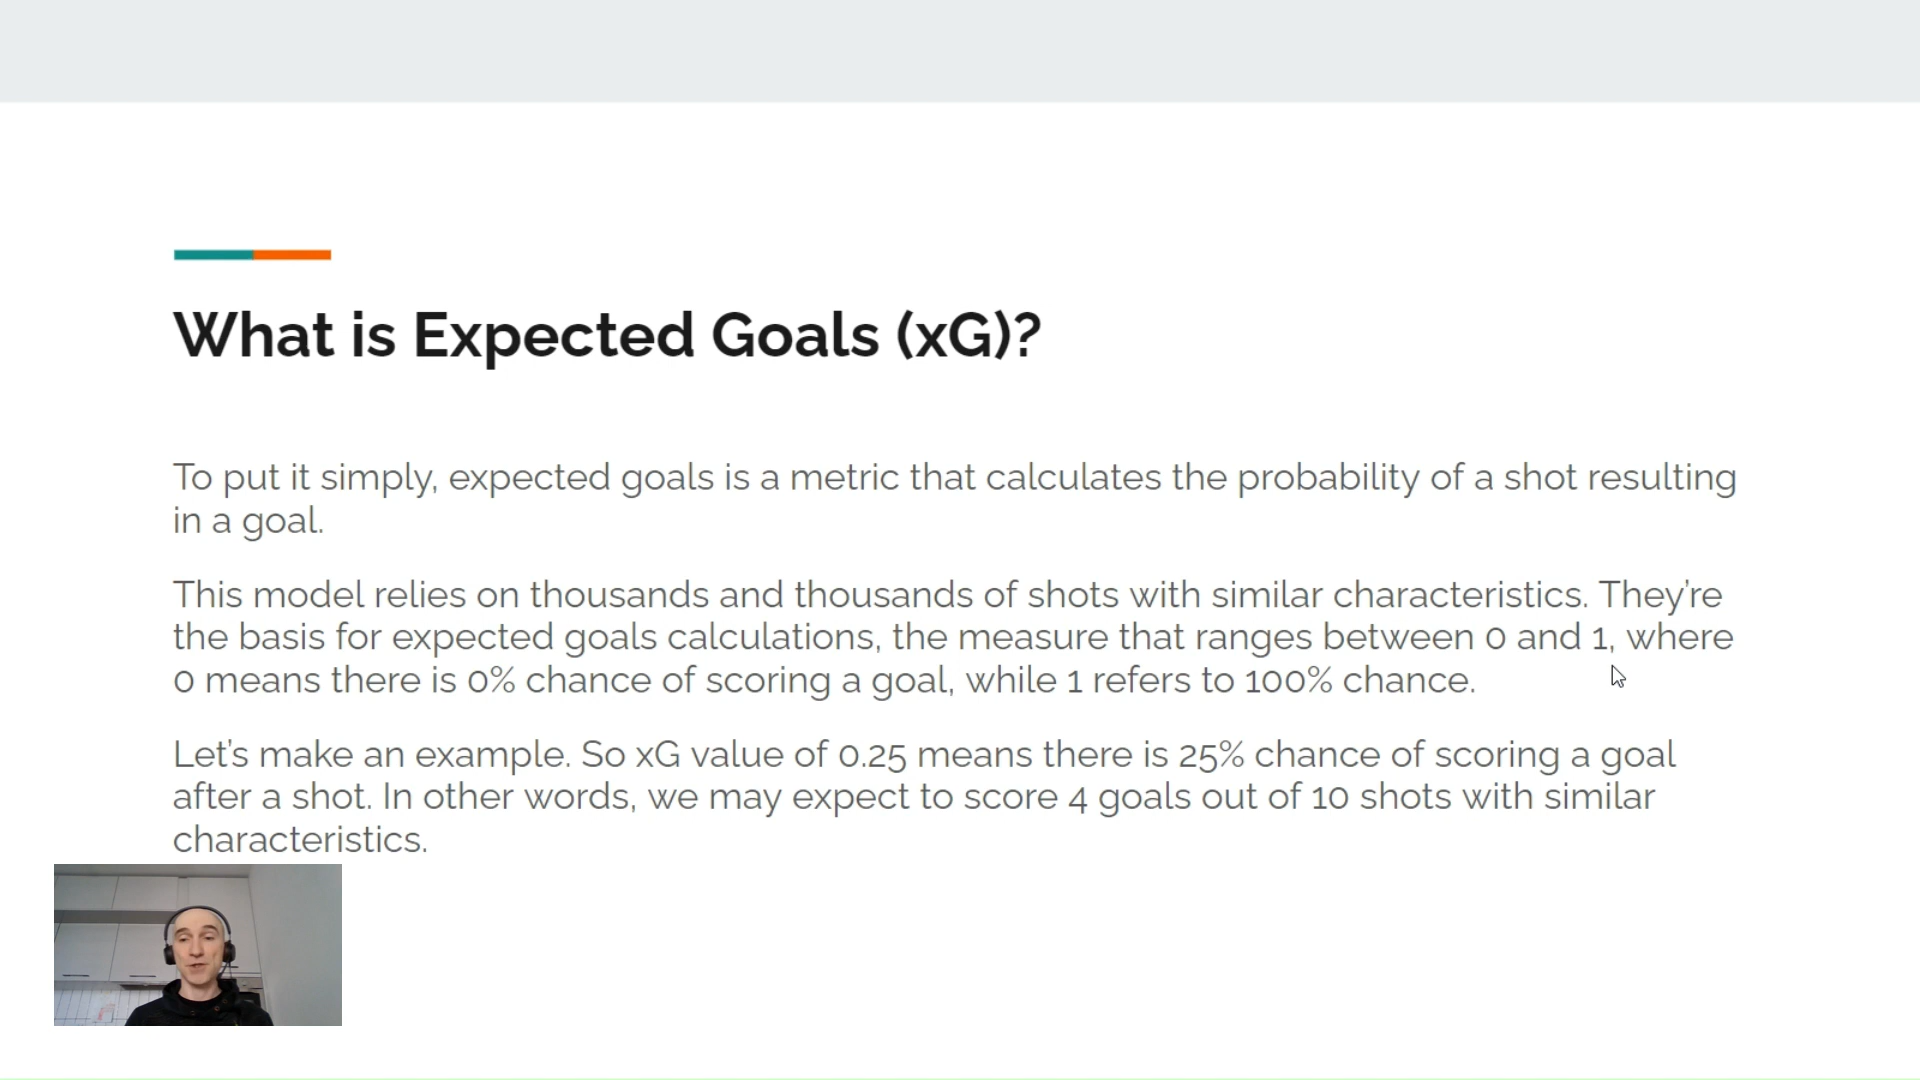 What is Expected Goals (xG)?
To put it simply, expected goals is a metric that calculates the probability of a shot resulting
in a goal.
This model relies on thousands and thousands of shots with similar characteristics. They’re
the basis for expected goals calculations, the measure that ranges between 0 and 1, where
0 means there is 0% chance of scoring a goal, while 1 refers to 100% chance.
Let’s make an example. So xG value of 0.25 means there is 25% chance of scoring a goal
after a shot. In other words, we may expect to score 4 goals out of 10 shots with similar
characteristics.